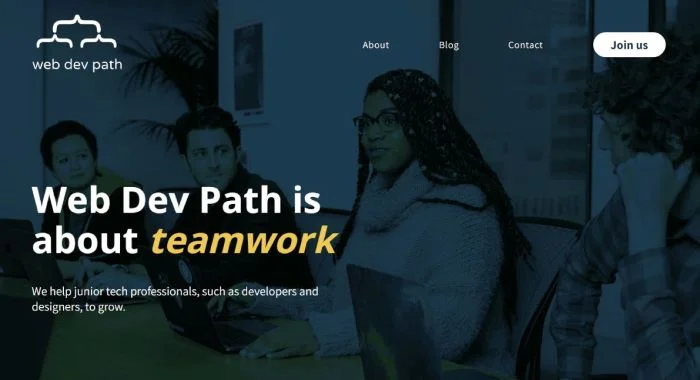 web dev path
About
Blog
Contact
Join us
Web Dev Path is
about teamwork
We help junior tech professionals, such as developers and
designers, to grow.